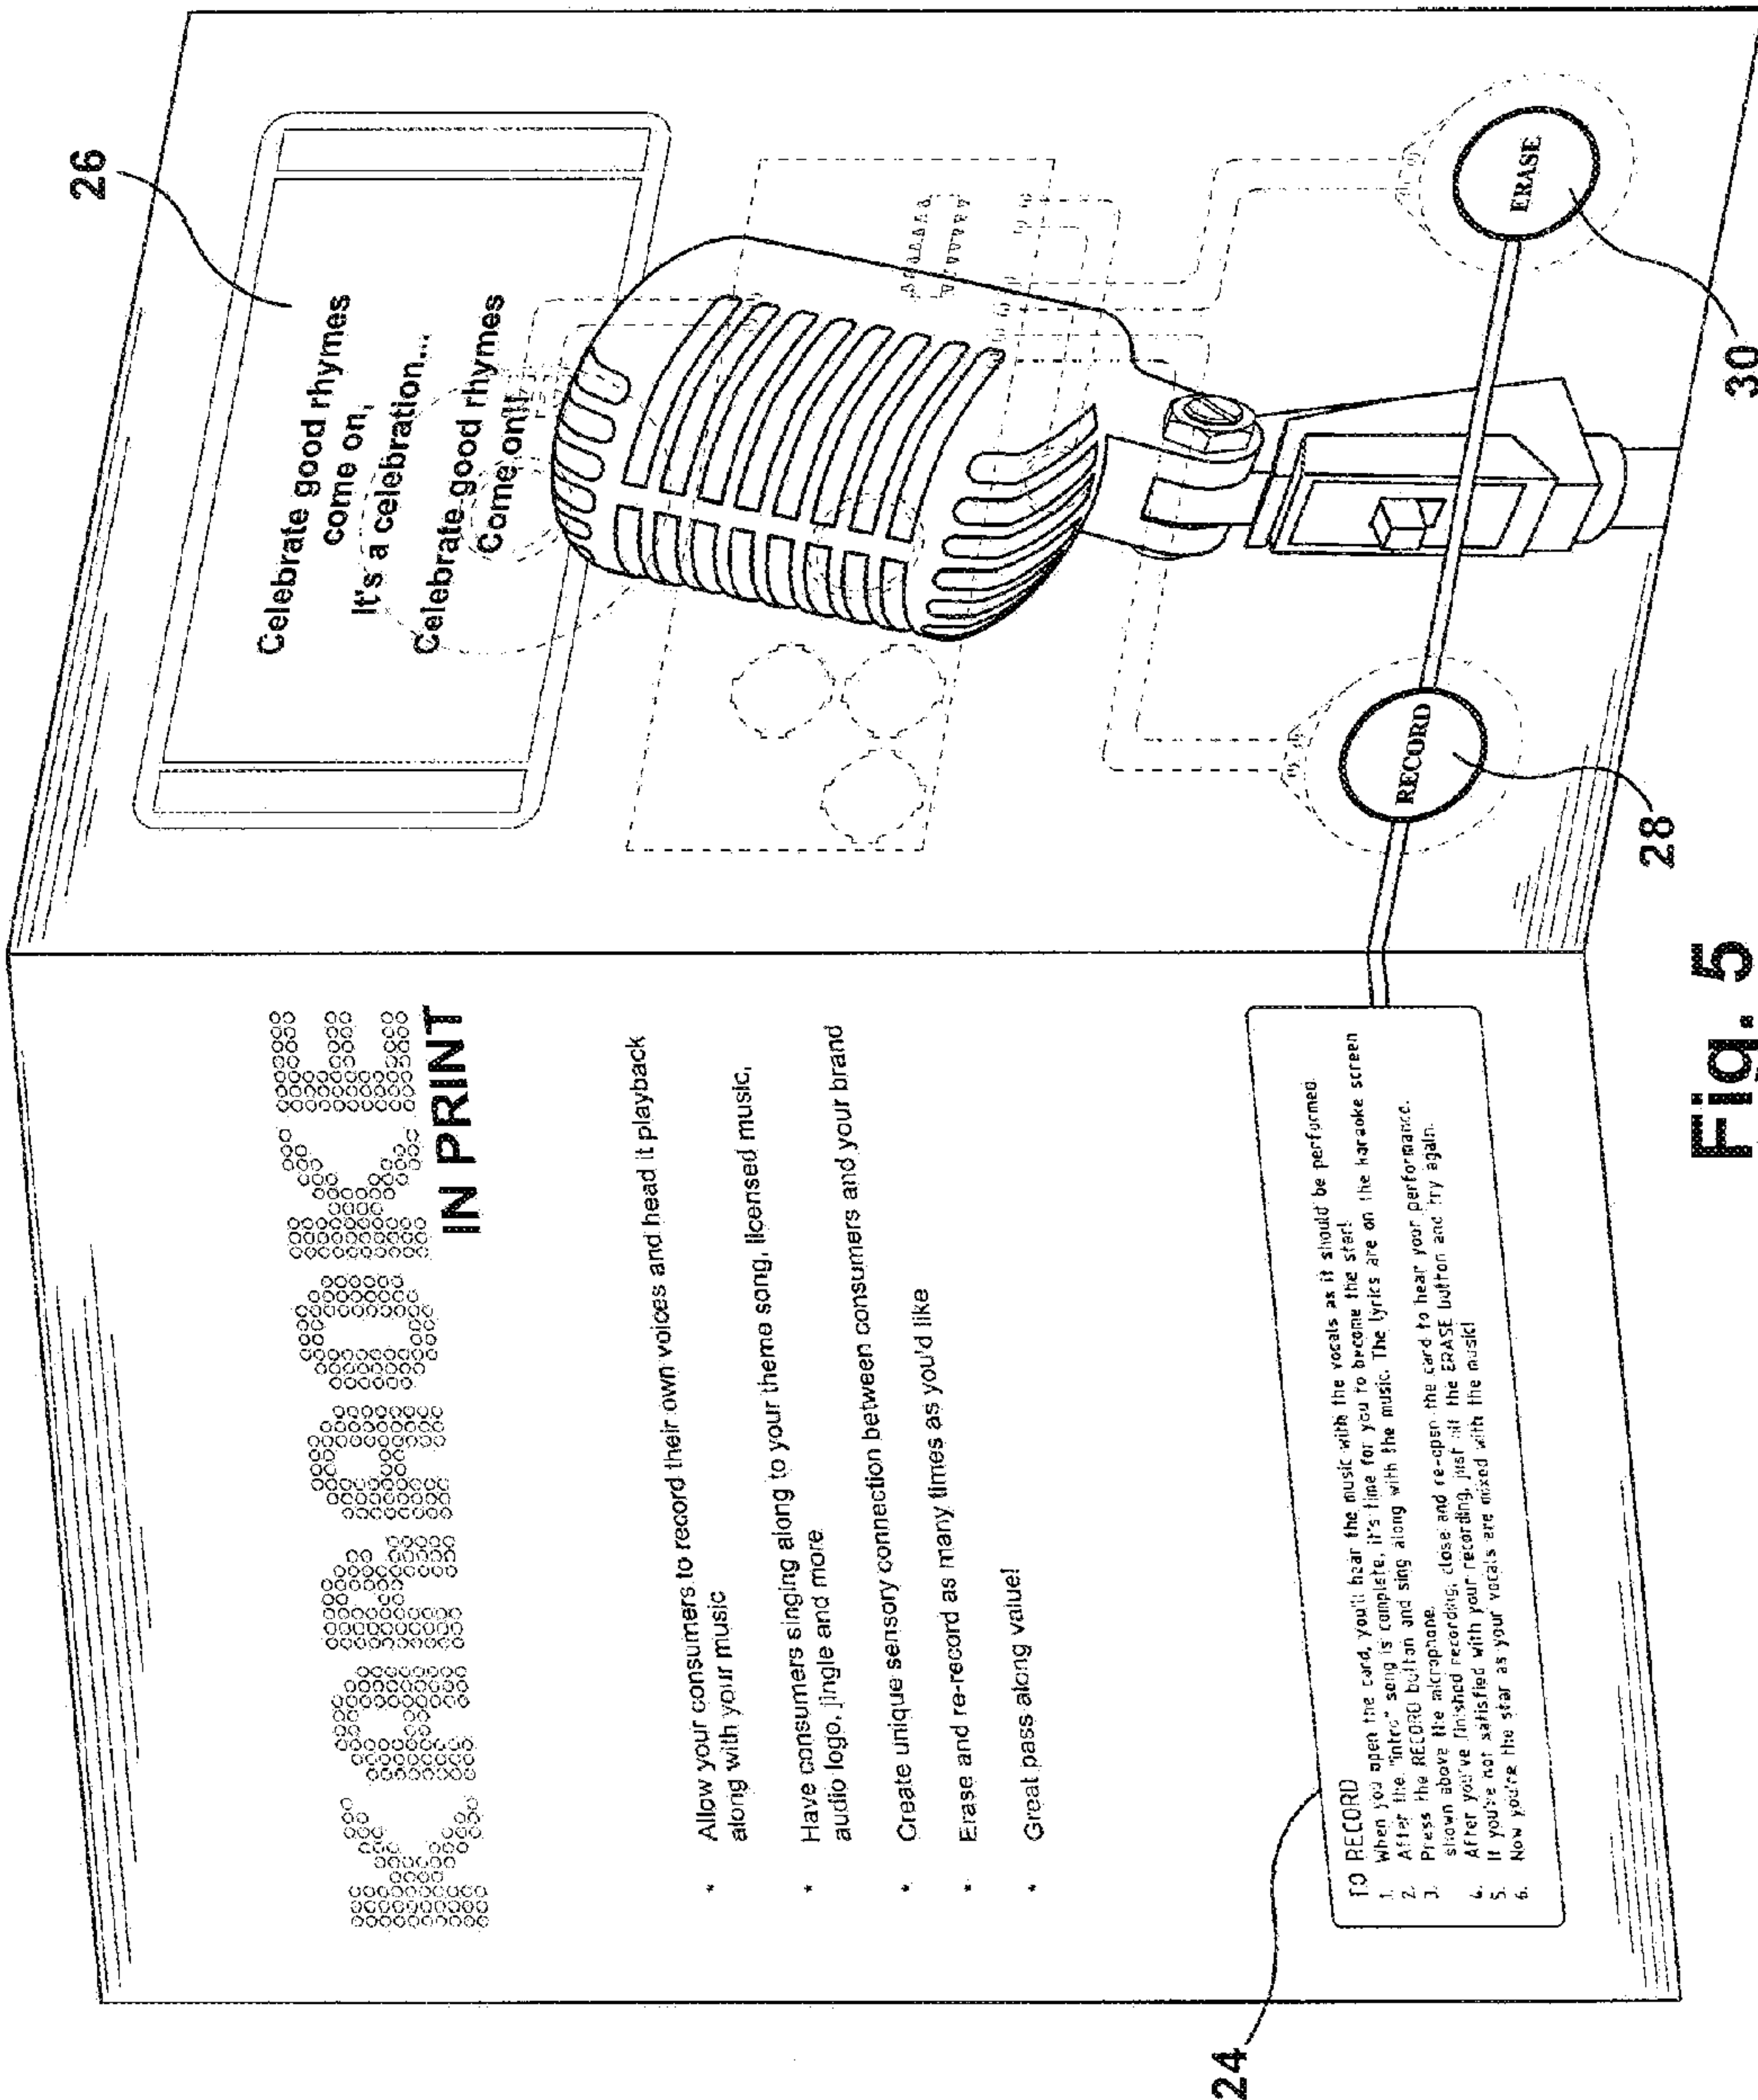 KARAOKE
IN PRINT
* Allow your consumers to record their own voices and head it playback
along with your music
* Have consumers singing along to your theme song, licensed music,
audio logo, jingle and more
* Create unique sensory connection between consumers and your brand
* Erase and re-record as many times as you'd like
* Great pass along value!
TO RECORD
1. When you open the card, you'll hear the music with the vocals as it should be performed.
2. After the "intro" song is complete, it's time for you to become the star!
3. Press the RECORD button and sing along with the music. The lyrics are on the karaoke screen
shown above the microphone.
4. After you've finished recording, close and re-open the card to hear your performance.
5. If you're not satisfied with your recording, just hit the ERASE button and try again.
6. Now you're the star as your vocals are mixed with the music!
24
26
Celebrate good rhymes
come on,
It's a celebration...
Celebrate good rhymes
Come on!!
RECORD
ERASE
28
30
Fig. 5